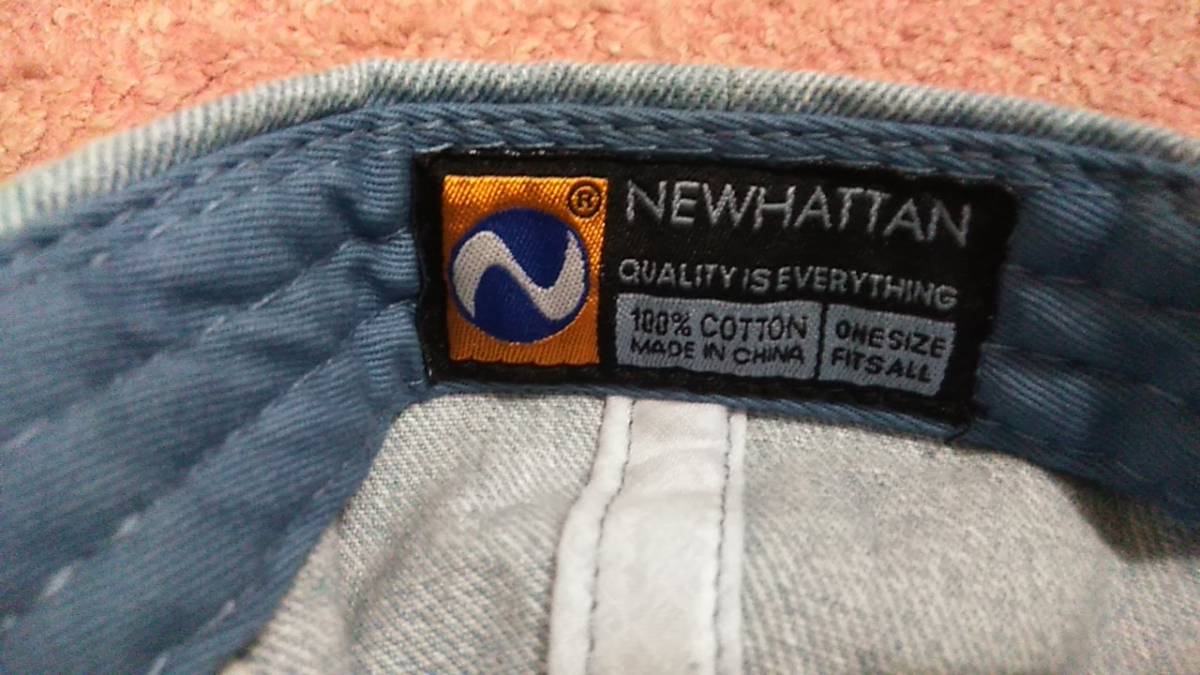 ®
NEWHATTAN
QUALITY IS EVERYTHING
100% COTTON
MADE IN CHINA
ONE SIZE
FITS ALL